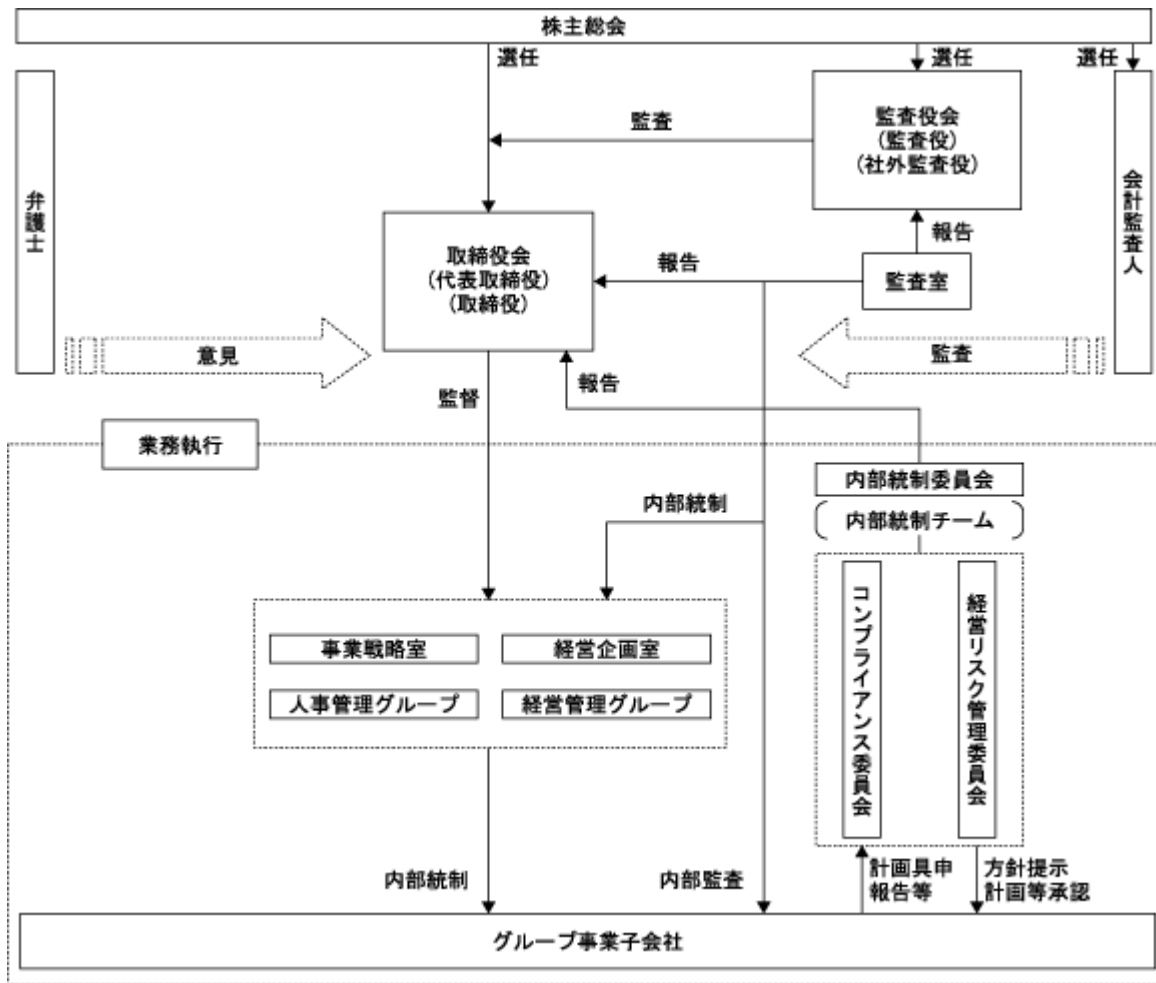 株主総会
選任
選任
選任
弁護士
監査役会
(監査役)
(社外監査役)
会計監査人
監査
報告
取締役会
(代表取締役)
(取締役)
報告
監査室
意見
監査
監督
報告
業務執行
内部統制委員会
内部統制チーム
内部統制
コンプライアンス委員会
経営リスク管理委員会
事業戦略室
経営企画室
人事管理グループ
経営管理グループ
内部統制
内部監査
計画具申
報告等
方針提示
計画等承認
グループ事業子会社